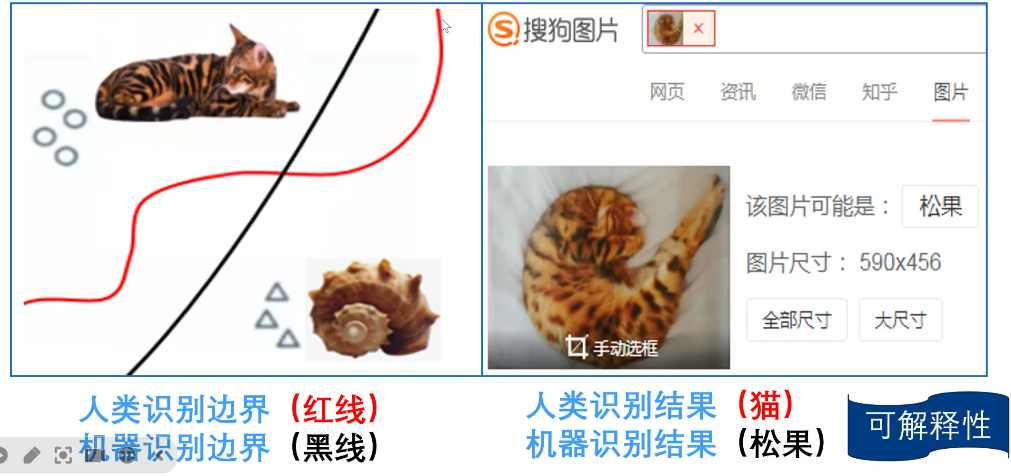 搜狗图片
×
网页 资讯 微信 知乎 图片
该图片可能是： 松果
图片尺寸： 590x456
全部尺寸 大尺寸
手动选框
人类识别边界（红线）
机器识别边界（黑线）
人类识别结果（猫）
机器识别结果（松果）
可解释性